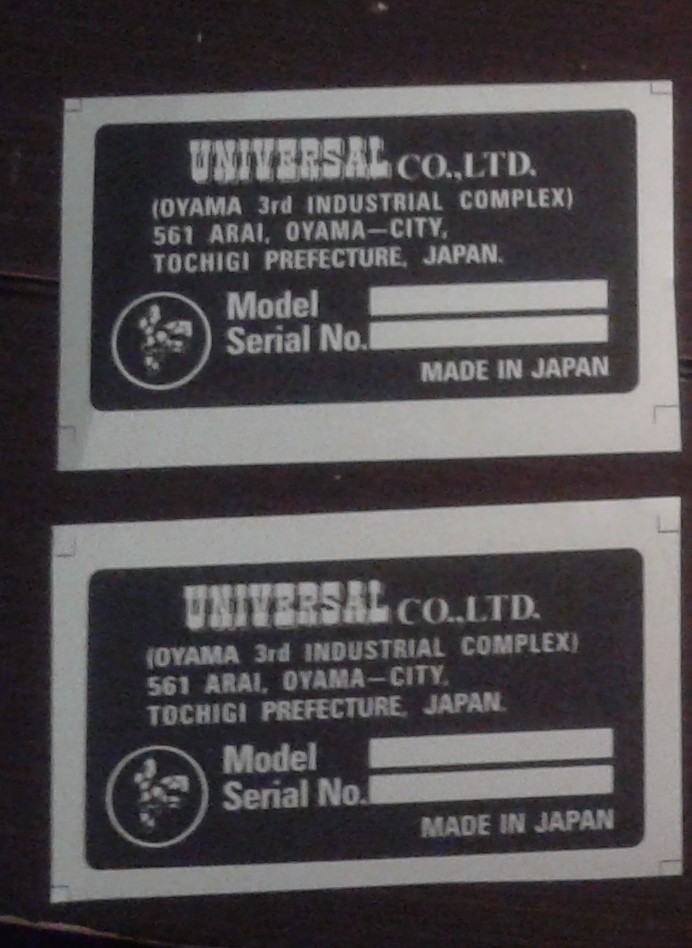 UNIVERSAL CO.,LTD.
(OYAMA 3rd INDUSTRIAL COMPLEX)
561 ARAI, OYAMA-CITY,
TOCHIGI PREFECTURE, JAPAN.
Model
Serial No.
MADE IN JAPAN
UNIVERSAL CO.,LTD.
(OYAMA 3rd INDUSTRIAL COMPLEX)
561 ARAI, OYAMA-CITY,
TOCHIGI PREFECTURE, JAPAN.
Model
Serial No.
MADE IN JAPAN